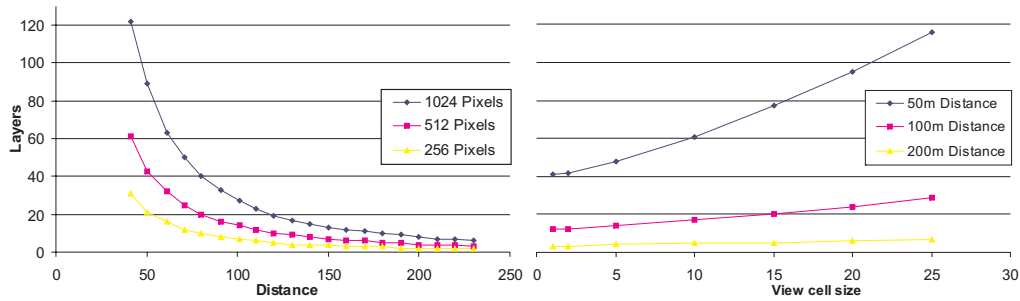 Layers
120
100
80
60
40
20
0
0
50
100
150
200
250
Distance
1024 Pixels
512 Pixels
256 Pixels
0
5
10
15
20
25
30
View cell size
50m Distance
100m Distance
200m Distance